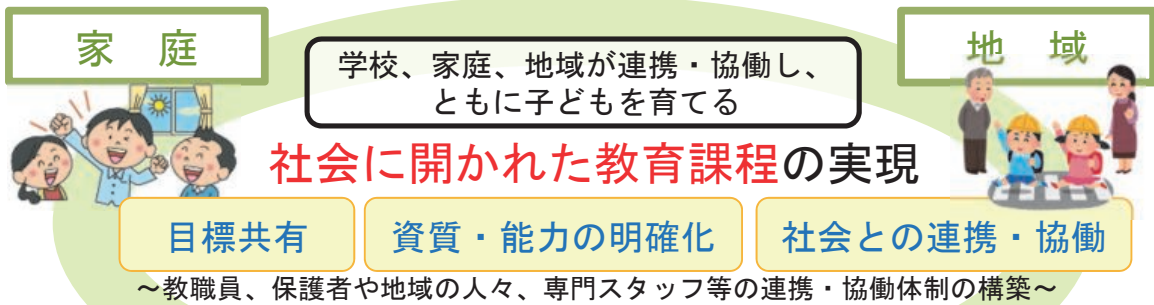 家 庭
地 域
学校、家庭、地域が連携・協働し、
ともに子どもを育てる
社会に開かれた教育課程の実現
目標共有
資質・能力の明確化
社会との連携・協働
～教職員、保護者や地域の人々、専門スタッフ等の連携・協働体制の構築～